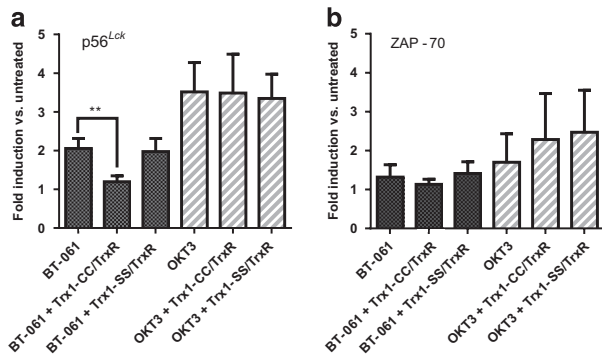 a
p56Lck
Fold induction vs. untreated
5
4
3
2
1
0
**
BT-061
BT-061 + Trx1-CC/TrxR
BT-061 + Trx1-SS/TrxR
OKT3
OKT3 + Trx1-CC/TrxR
OKT3 + Trx1-SS/TrxR
b
ZAP - 70
Fold induction vs. untreated
5
4
3
2
1
0
BT-061
BT-061 + Trx1-CC/TrxR
BT-061 + Trx1-SS/TrxR
OKT3
OKT3 + Trx1-CC/TrxR
OKT3 + Trx1-SS/TrxR